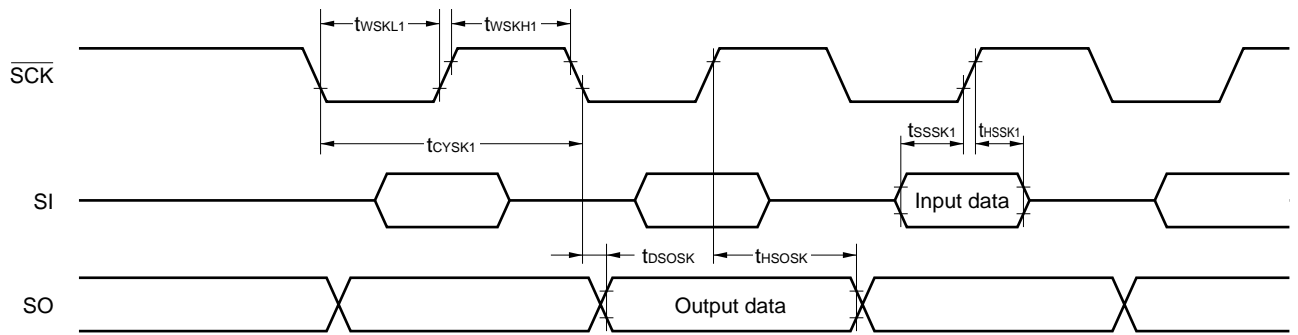 tWSKL1 tWSKH1
SCK
tCYSK1
tSSSK1 tHSSK1
SI
Input data
tDSOSK tHSOSK
SO
Output data